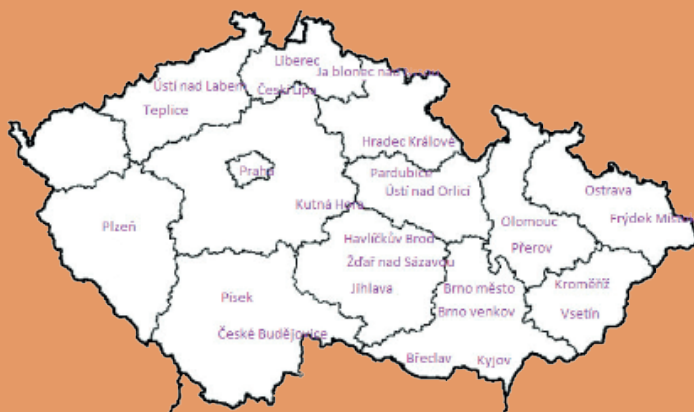 Liberec
Ja blonec nad
Ústí nad Labem
Česká Lípa
Teplice
Hradec Králové
Praha
Pardubice
Ústí nad Orlicí
Ostrava
Kutná Hora
Frýdek Míst
Plzeň
Olomouc
Havlíčkův Brod
Přerov
Žďař nad Sázavou
Kroměříž
Jihlava
Brno město
Písek
Brno venkov
Vsetín
České Budějovice
Břeclav
Kyjov